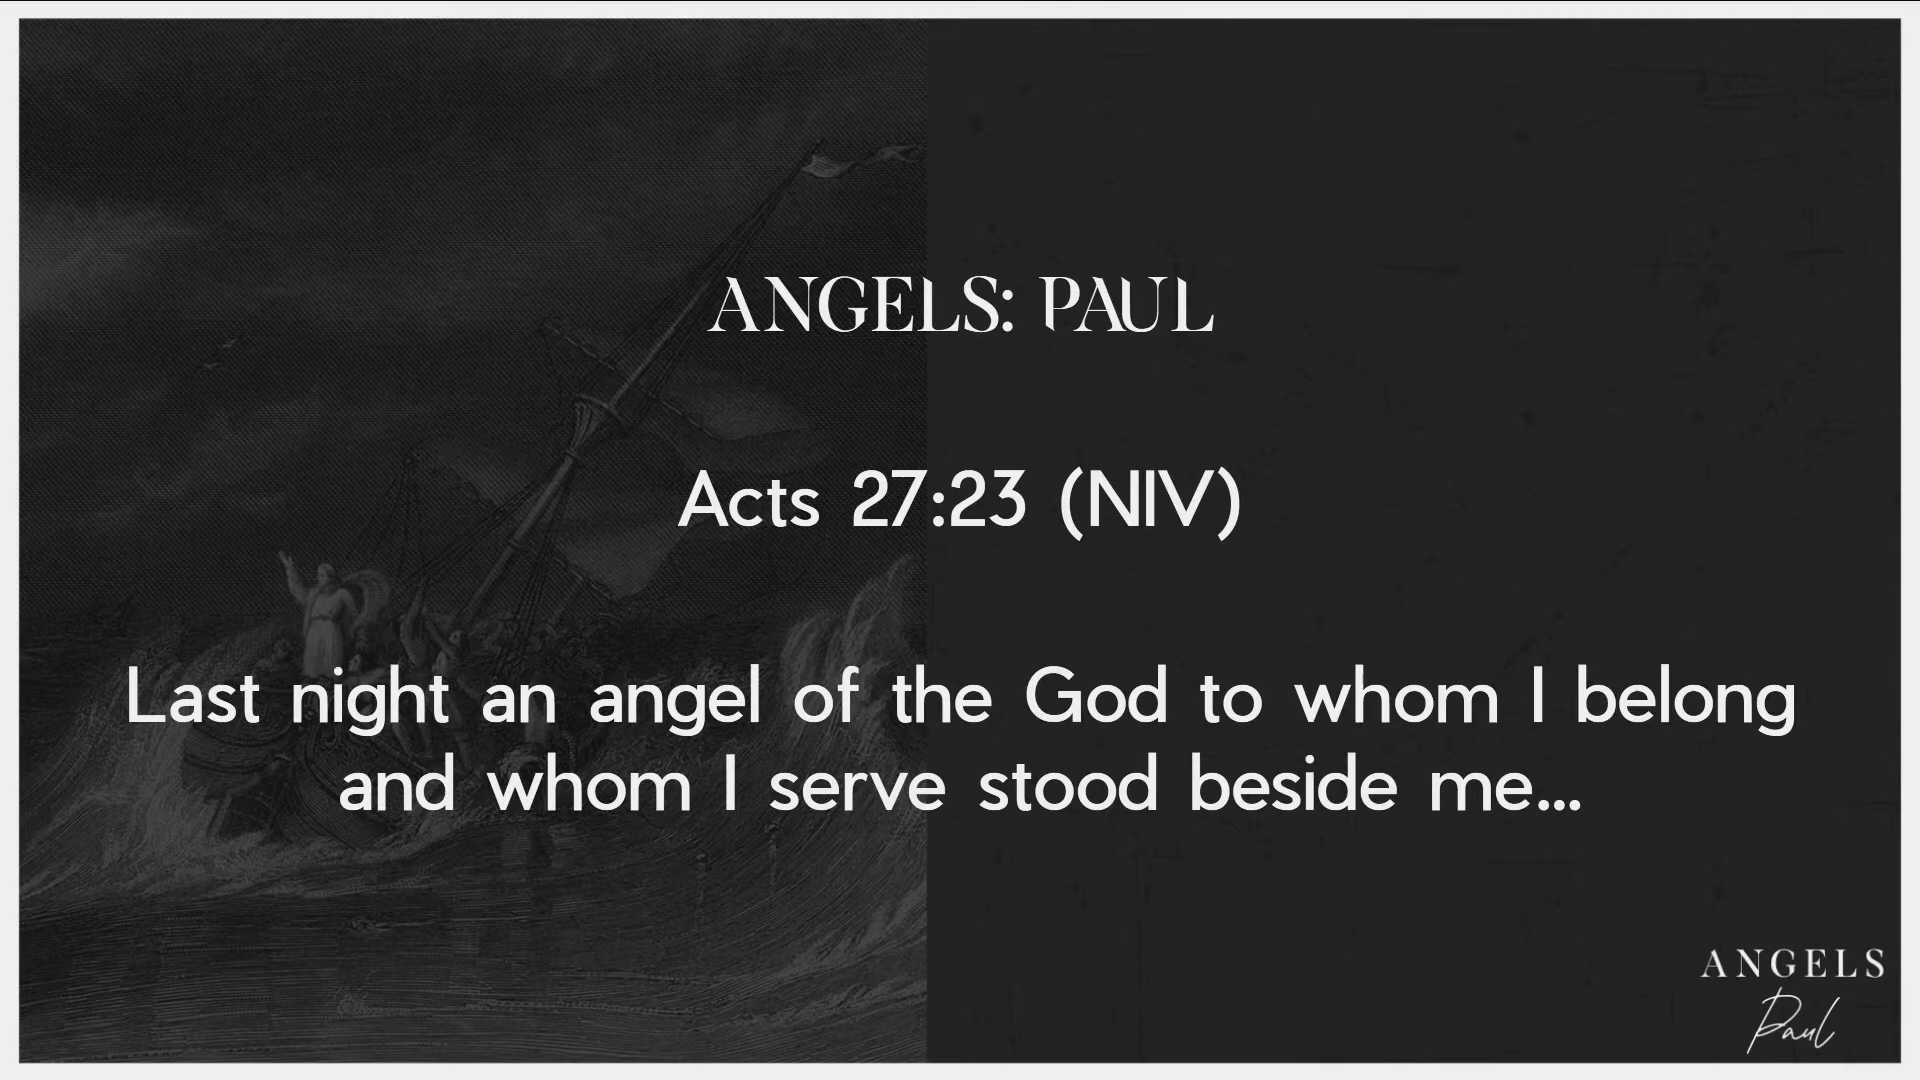 ANGELS: PAUL
Acts 27:23 (NIV)
Last night an angel of the God to whom I belong
and whom I serve stood beside me...
ANGELS
Paul